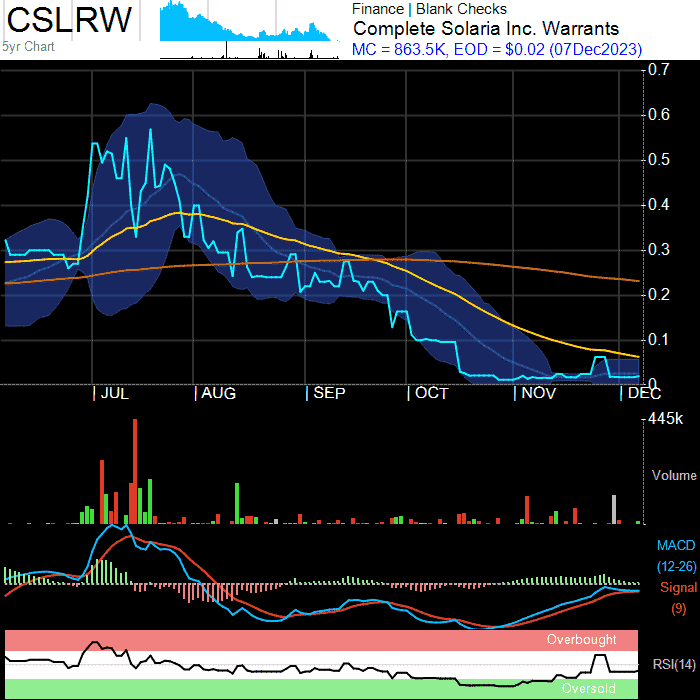 CSLRW
5yr Chart
Finance | Blank Checks
Complete Solaria Inc. Warrants
MC = 863.5K, EOD = $0.02 (07Dec2023)
0.7
0.6
0.5
0.4
0.3
0.2
0.1
0
JUL AUG SEP OCT NOV DEC
445k
Volume
MACD
(12-26)
Signal
(9)
Overbought
RSI(14)
Oversold